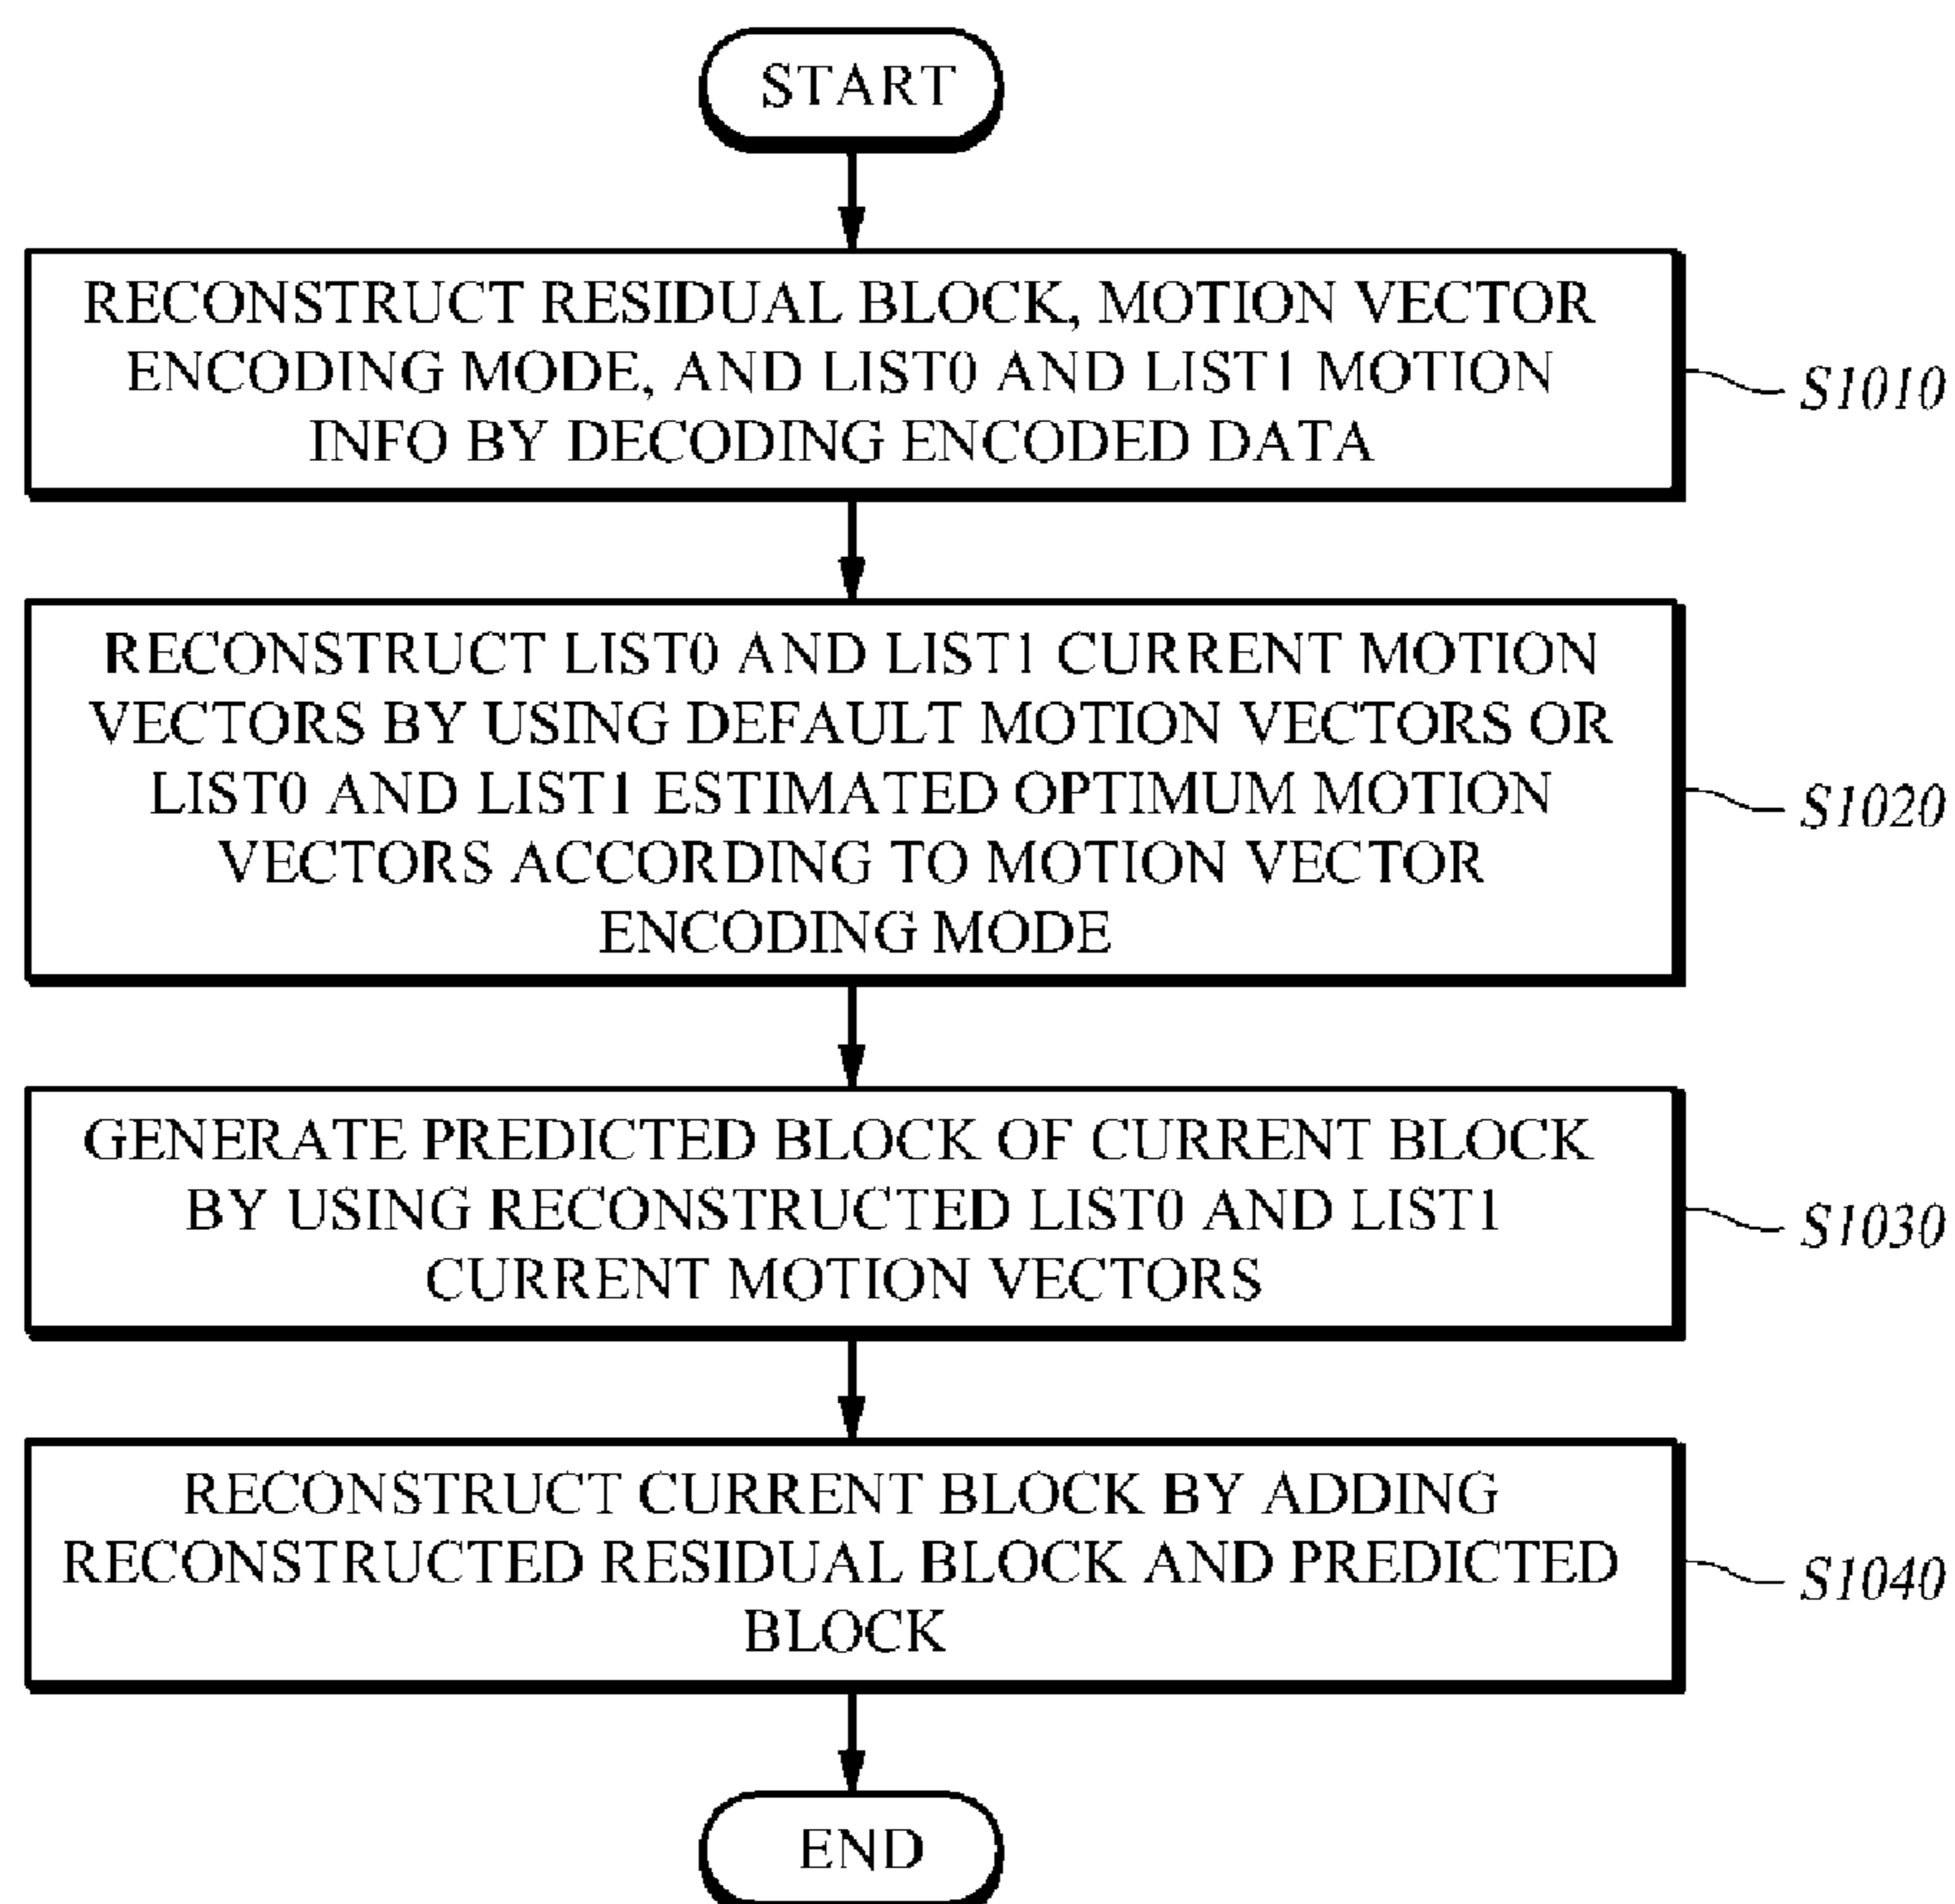 START
RECONSTRUCT RESIDUAL BLOCK, MOTION VECTOR
ENCODING MODE, AND LIST0 AND LIST1 MOTION
INFO BY DECODING ENCODED DATA
S1010
RECONSTRUCT LIST0 AND LIST1 CURRENT MOTION
VECTORS BY USING DEFAULT MOTION VECTORS OR
LIST0 AND LIST1 ESTIMATED OPTIMUM MOTION
VECTORS ACCORDING TO MOTION VECTOR
ENCODING MODE
S1020
GENERATE PREDICTED BLOCK OF CURRENT BLOCK
BY USING RECONSTRUCTED LIST0 AND LIST1
CURRENT MOTION VECTORS
S1030
RECONSTRUCT CURRENT BLOCK BY ADDING
RECONSTRUCTED RESIDUAL BLOCK AND PREDICTED
BLOCK
S1040
END